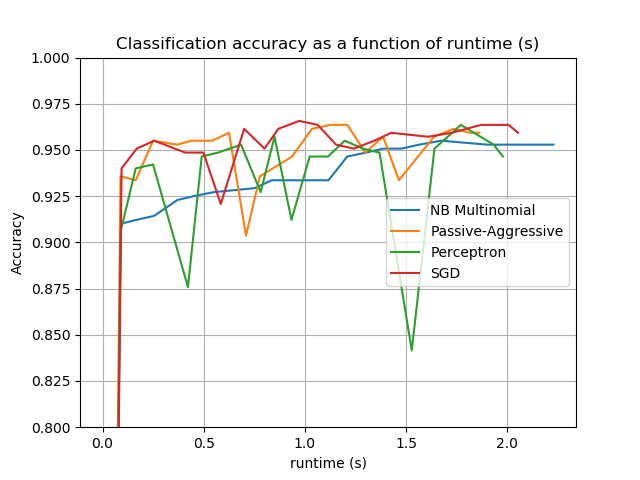 Classification accuracy as a function of runtime (s)
1.000
0.975
0.950
0.925
0.900
0.875
0.850
0.825
0.800
Accuracy
NB Multinomial
Passive-Aggressive
Perceptron
SGD
0.0 0.5 1.0 1.5 2.0
runtime (s)